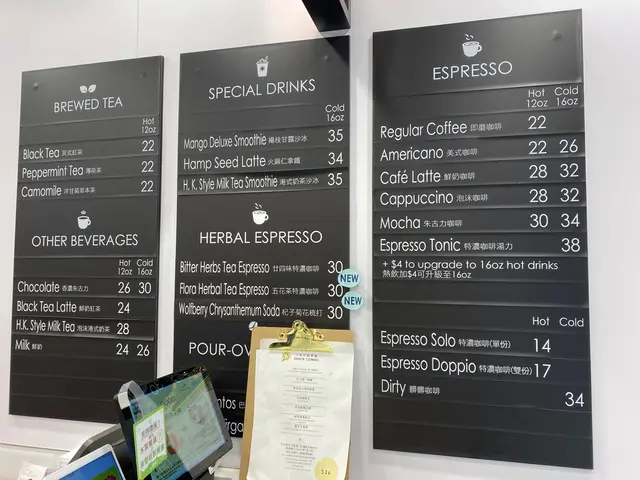 BREWED TEA
Hot
12oz
Black Tea 英式紅茶 22
Peppermint Tea 薄荷茶 22
Camomile 洋甘菊草本茶 22
OTHER BEVERAGES
Hot Cold
12oz 16oz
Chocolate 香濃朱古力 26 30
Black Tea Latte 鮮奶紅茶 24
H.K. Style Milk Tea 泡沫港式奶茶 28
Milk 鮮奶 24 26
SPECIAL DRINKS
Cold
16oz
Mango Deluxe Smoothie 楊枝甘露沙冰 35
Hamp Seed Latte 火麻仁拿鐵 34
H. K. Style Milk Tea Smoothie 港式奶茶沙冰 35
HERBAL ESPRESSO
Bitter Herbs Tea Espresso 廿四味特濃咖啡 30
Flora Herbal Tea Espresso 五花茶特濃咖啡 30
NEW
Wolfberry Chrysanthemum Soda 杞子菊花梳打 30
NEW
POUR-OV
ESPRESSO
Hot Cold
12oz 16oz
Regular Coffee 即磨咖啡 22
Americano 美式咖啡 22 26
Café Latte 鮮奶咖啡 28 32
Cappuccino 泡沫咖啡 28 32
Mocha 朱古力咖啡 30 34
Espresso Tonic 特濃咖啡湯力 38
+ $4 to upgrade to 16oz hot drinks
熱飲加$4可升級至16oz
Hot Cold
Espresso Solo 特濃咖啡(單份) 14
Espresso Doppio 特濃咖啡(雙份) 17
Dirty 髒髒咖啡 34
$36